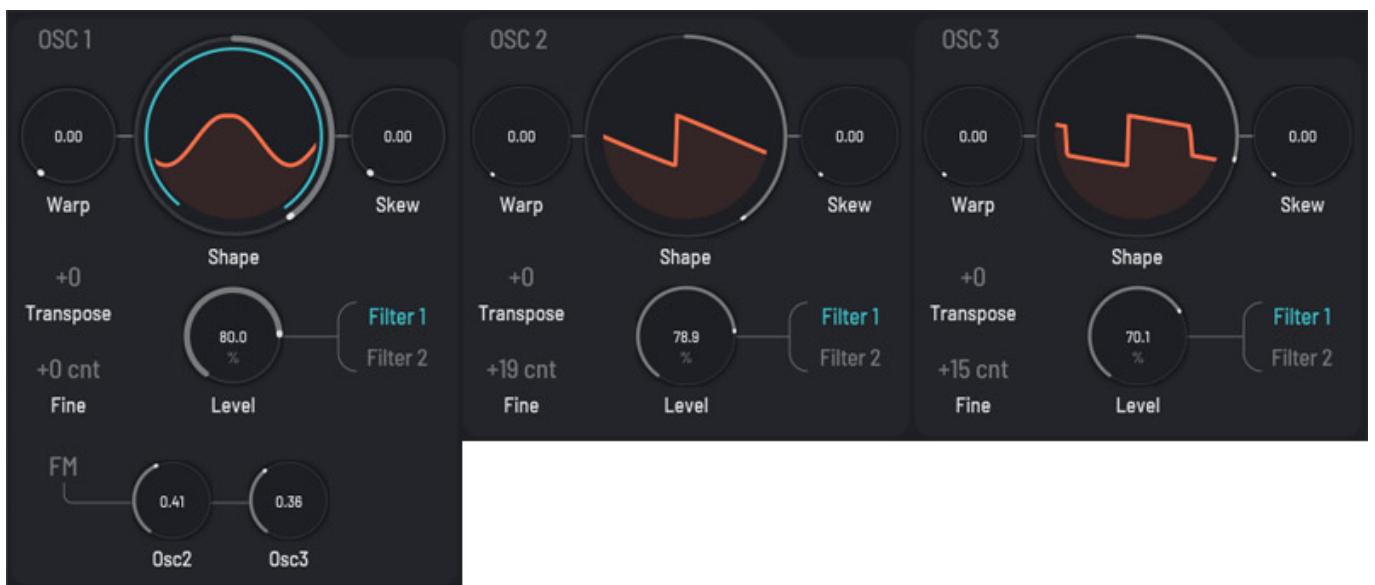 OSC 1
0.00
0.00
Warp
Skew
Shape
+0
Transpose
80.0
%
Filter 1
Filter 2
+0 cnt
Fine
Level
FM
0.41
0.36
Osc2
Osc3
OSC 2
0.00
0.00
Warp
Skew
Shape
+0
Transpose
78.9
%
Filter 1
Filter 2
+19 cnt
Fine
Level
OSC 3
0.00
0.00
Warp
Skew
Shape
+0
Transpose
70.1
%
Filter 1
Filter 2
+15 cnt
Fine
Level